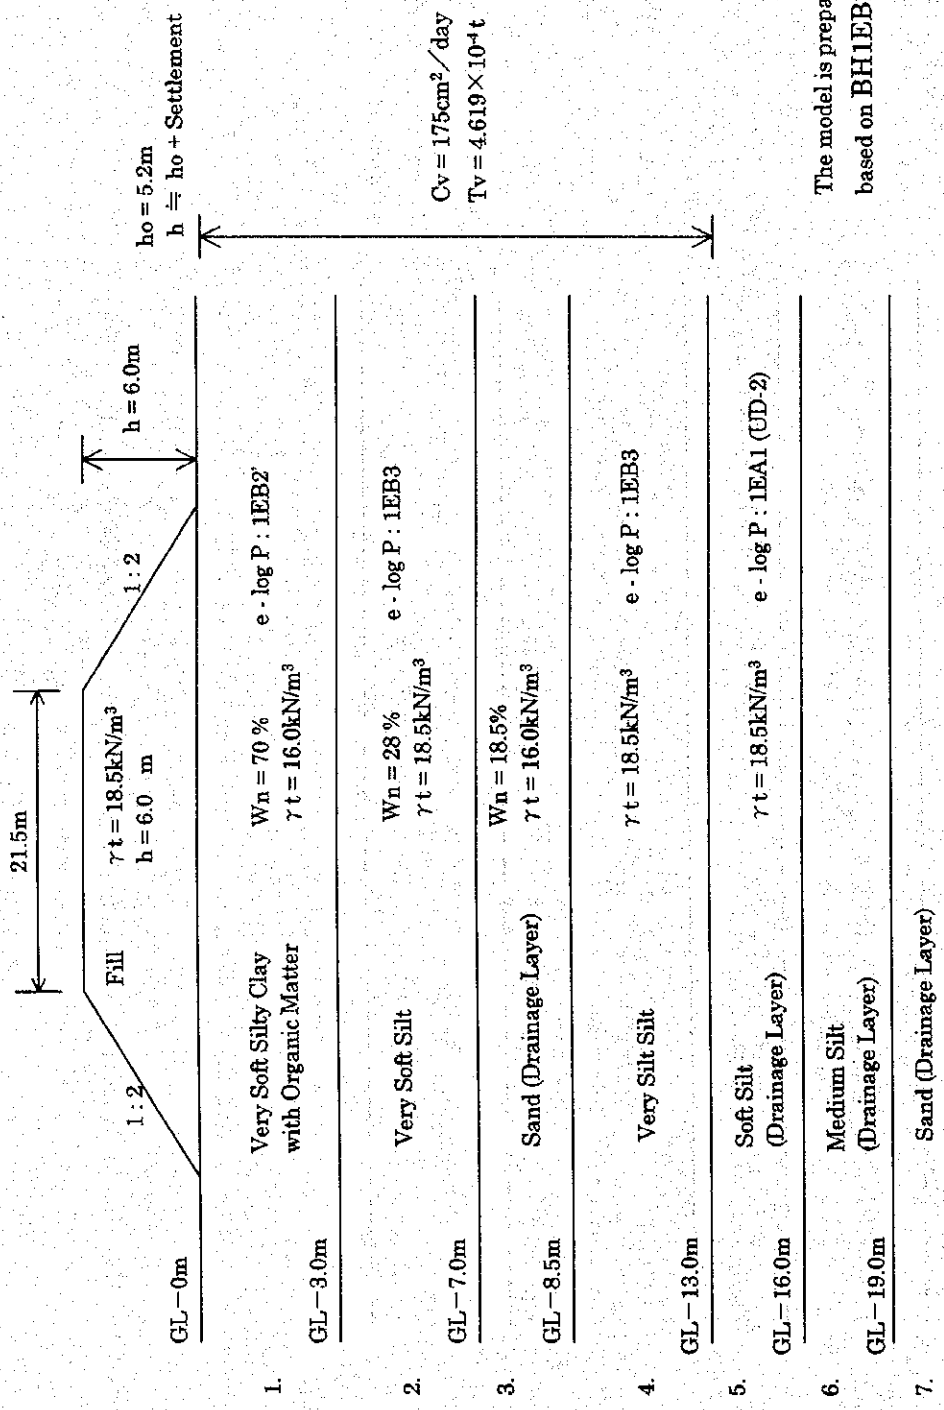 21.5m
ho = 5.2m
h ≒ ho + Settlement
1 : 2
Fill
γt = 18.5kN/m³
h = 6.0 m
1 : 2
h = 6.0m
GL－0m
1.
Very Soft Silty Clay
with Organic Matter
Wn = 70 %
γt = 16.0kN/m³
e - log P : 1EB2'
GL－3.0m
2.
Very Soft Silt
Wn = 28 %
γt = 18.5kN/m³
e - log P : 1EB3
Cv = 175cm²／day
Tv = 4.619×10⁻⁴t
GL－7.0m
3.
Sand (Drainage Layer)
Wn = 18.5%
γt = 16.0kN/m³
GL－8.5m
4.
Very Silt Silt
γt = 18.5kN/m³
e - log P : 1EB3
GL－13.0m
5.
Soft Silt
(Drainage Layer)
γt = 18.5kN/m³
e - log P : 1EA1 (UD-2)
GL－16.0m
6.
Medium Silt
(Drainage Layer)
GL－19.0m
7.
Sand (Drainage Layer)
The model is prepa
based on BH1EB